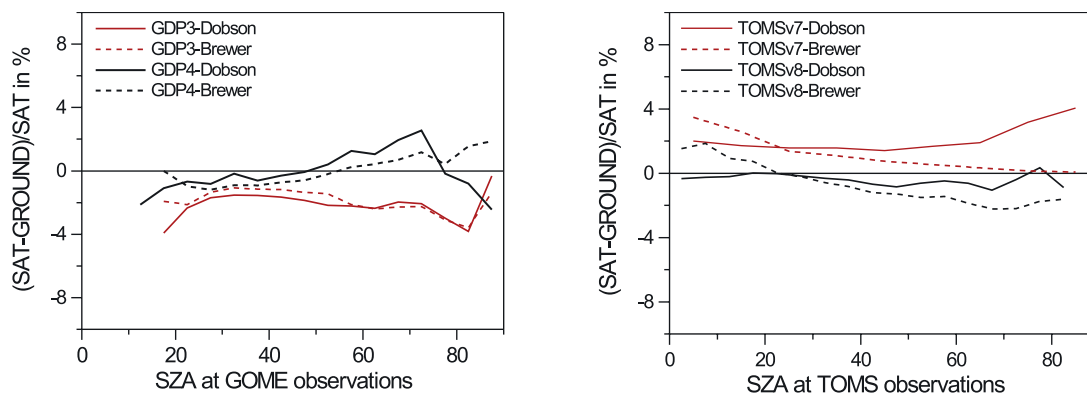 (SAT-GROUND)/SAT in %
8
4
0
-4
-8
GDP3-Dobson
GDP3-Brewer
GDP4-Dobson
GDP4-Brewer
0 20 40 60 80
SZA at GOME observations
(SAT-GROUND)/SAT in %
8
4
0
-4
-8
TOMSv7-Dobson
TOMSv7-Brewer
TOMSv8-Dobson
TOMSv8-Brewer
0 20 40 60 80
SZA at TOMS observations